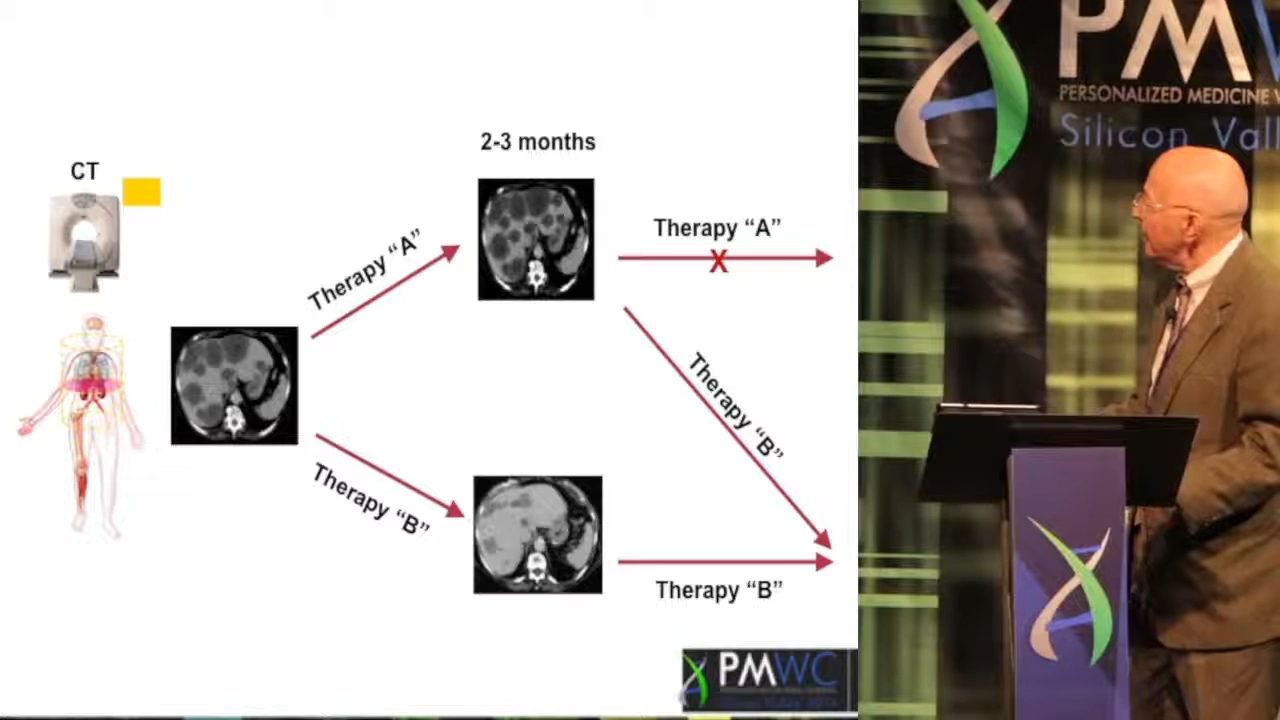 2-3 months
CT
Therapy “A”
Therapy “A”
X
Therapy “B”
Therapy “B”
Therapy “B”
PMWC
PMW
PERSONALIZED MEDICINE W
Silicon Vall